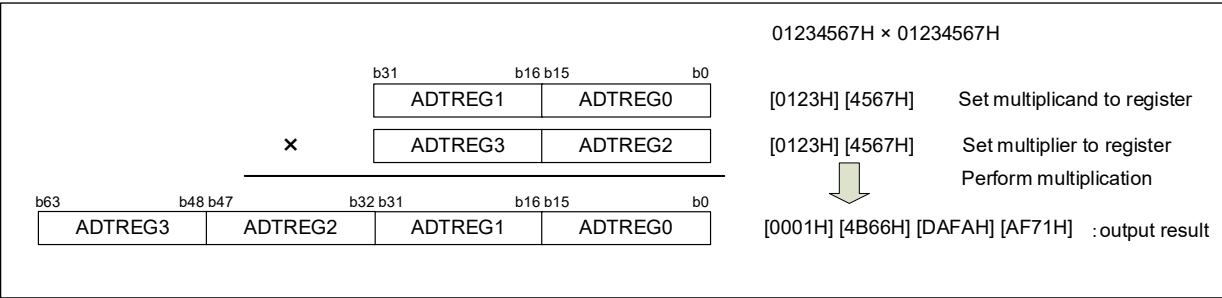 01234567H × 01234567H
b31 b16 b15 b0
ADTREG1 ADTREG0 [0123H] [4567H] Set multiplicand to register
× ADTREG3 ADTREG2 [0123H] [4567H] Set multiplier to register
Perform multiplication
b63 b48 b47 b32 b31 b16 b15 b0
ADTREG3 ADTREG2 ADTREG1 ADTREG0 [0001H] [4B66H] [DAFAH] [AF71H] : output result